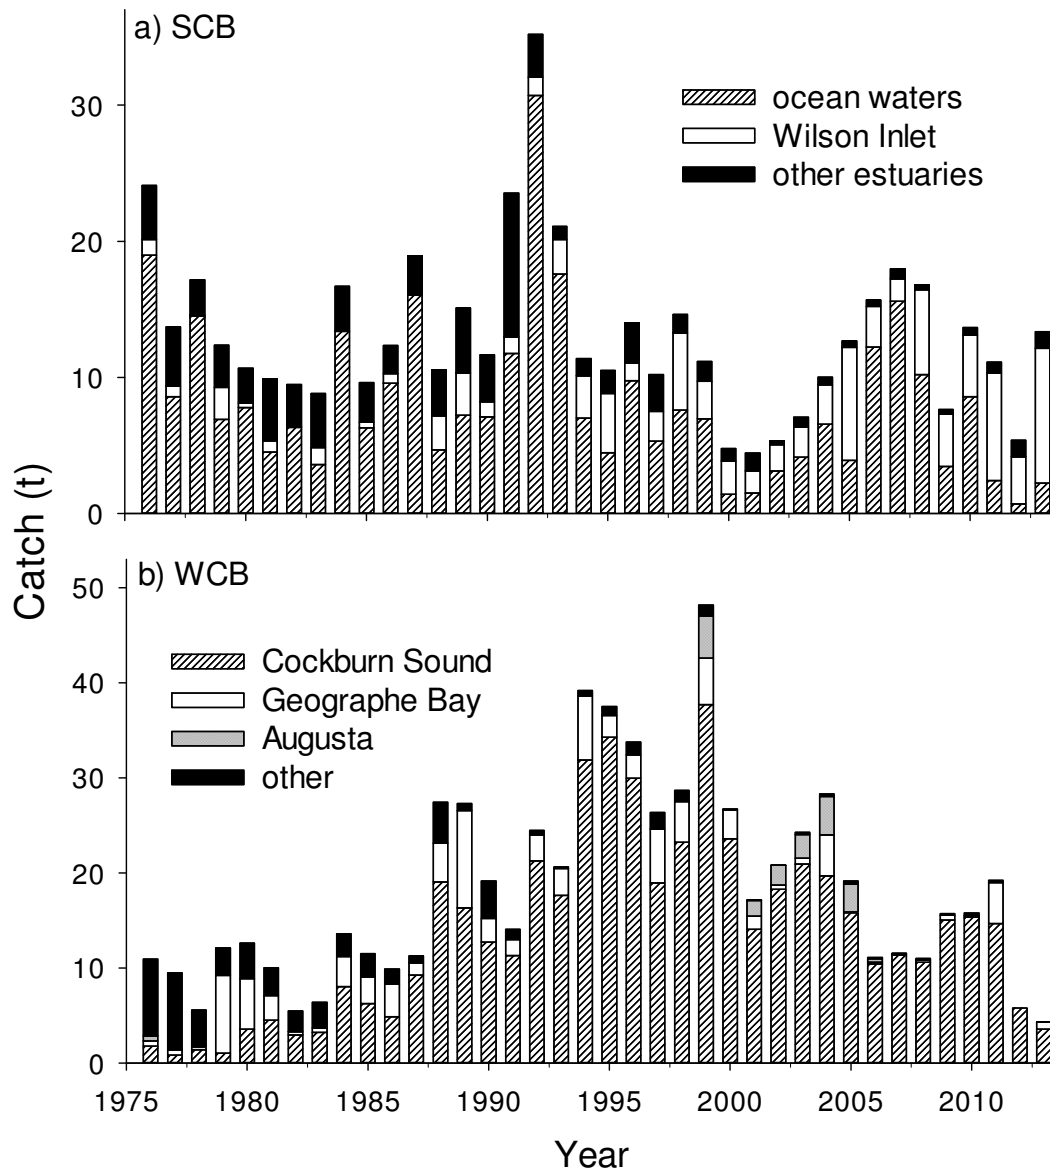 a) SCB
ocean waters
Wilson Inlet
other estuaries
30
20
10
0
Catch (t)
b) WCB
Cockburn Sound
Geographe Bay
Augusta
other
50
40
30
20
10
0
1975 1980 1985 1990 1995 2000 2005 2010
Year